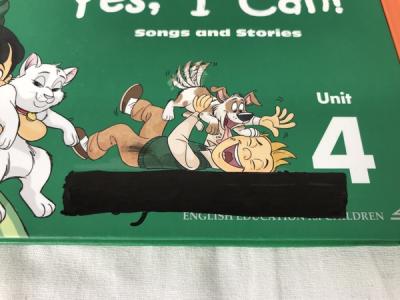 Yes, I Can!
Songs and Stories
Unit
4
ENGLISH EDUCATION for CHILDREN